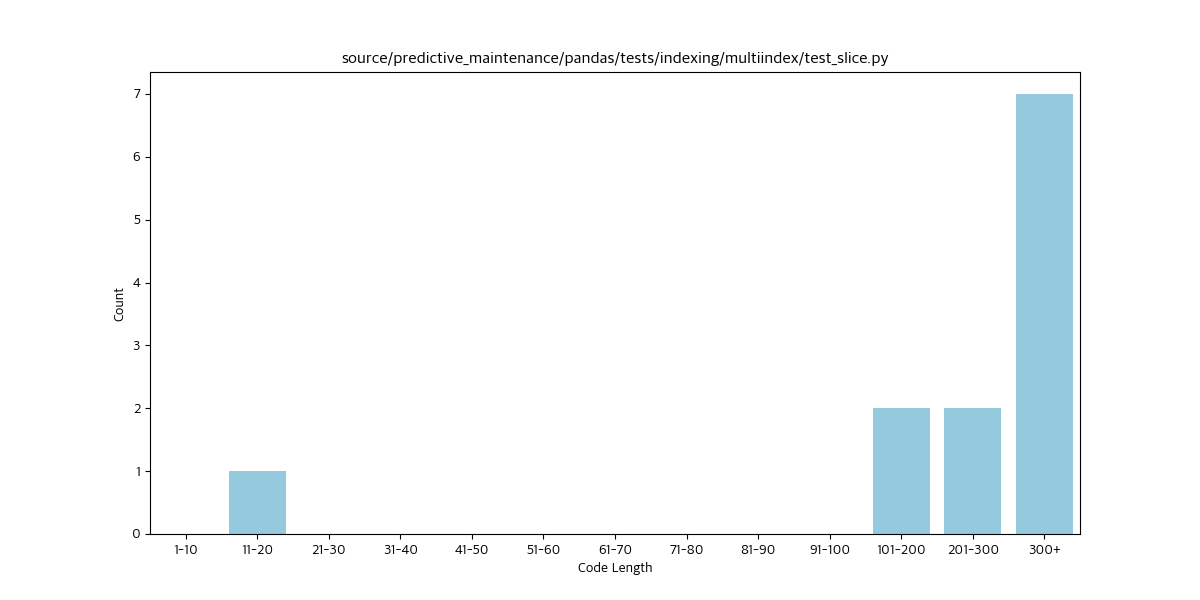 source/predictive_maintenance/pandas/tests/indexing/multiindex/test_slice.py
7
6
5
4
3
2
1
0
Count
1-10 11-20 21-30 31-40 41-50 51-60 61-70 71-80 81-90 91-100 101-200 201-300 300+
Code Length